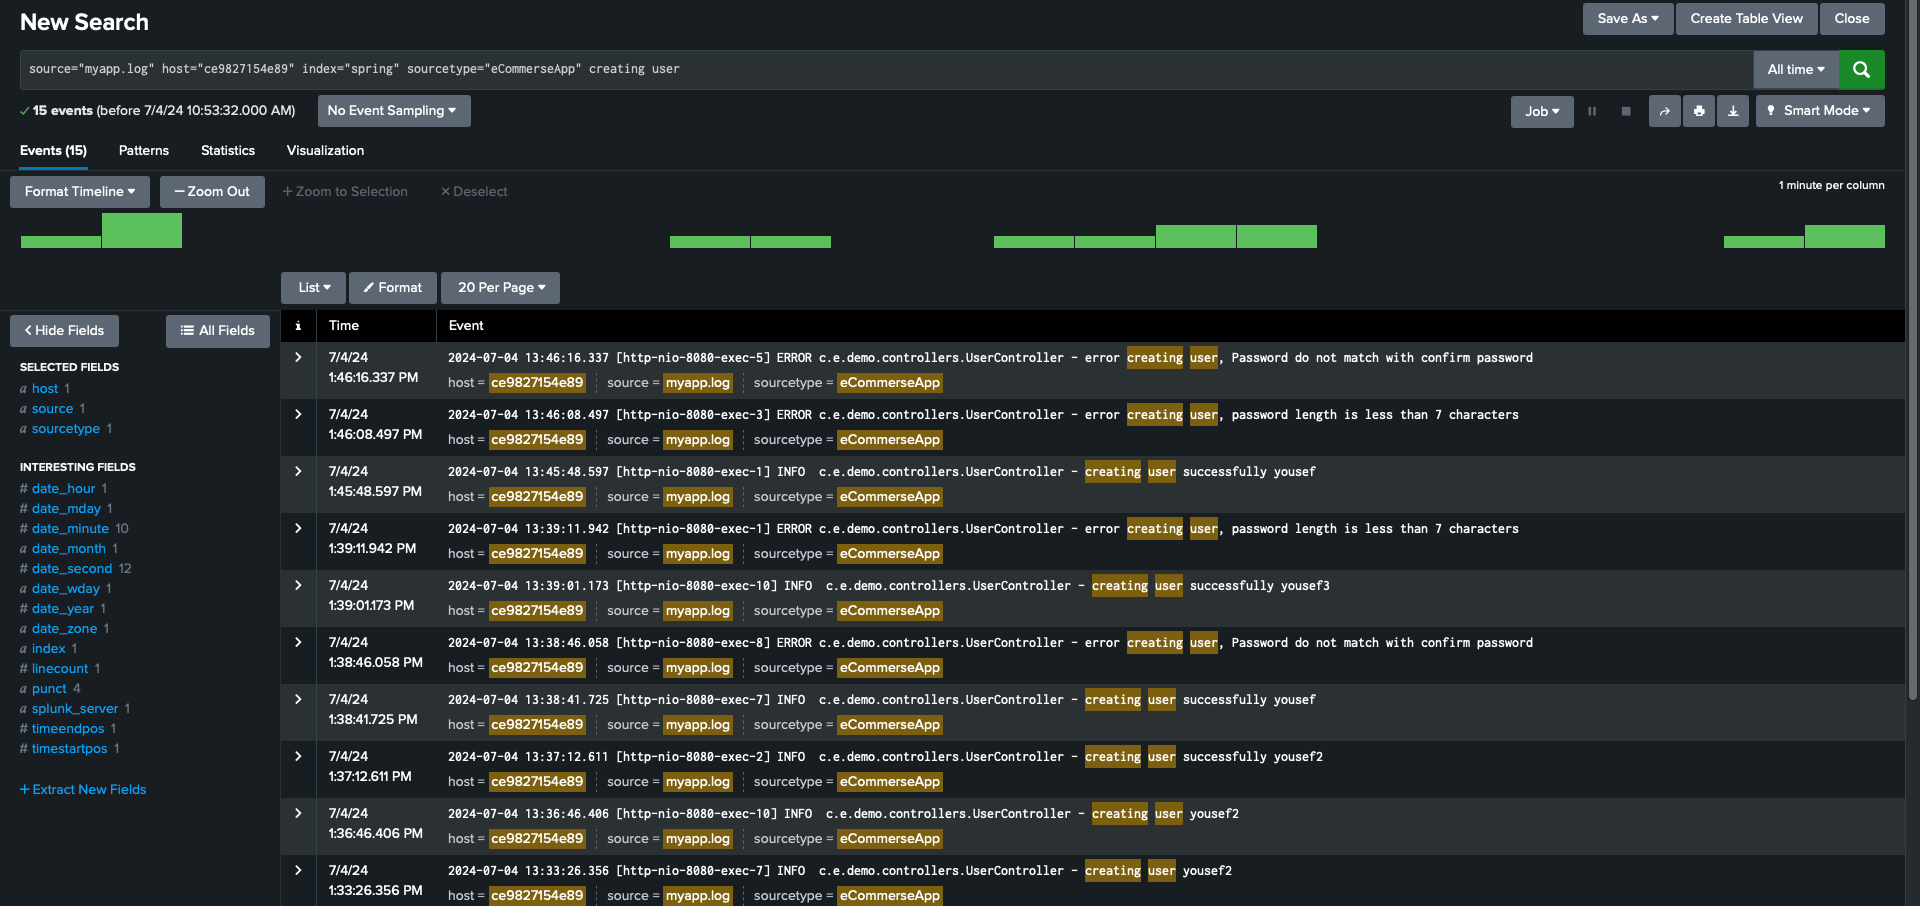 New Search
Save As
Create Table View
Close
source="myapp.log" host="ce9827154e89" index="spring" sourcetype="eCommerseApp" creating user
All time
15 events (before 7/4/24 10:53:32.000 AM)
No Event Sampling
Job
Smart Mode
Events (15)
Patterns
Statistics
Visualization
Format Timeline
Zoom Out
Zoom to Selection
Deselect
1 minute per column
List
Format
20 Per Page
Hide Fields
All Fields
SELECTED FIELDS
a host 1
a source 1
a sourcetype 1
INTERESTING FIELDS
# date_hour 1
# date_mday 1
# date_minute 10
a date_month 1
# date_second 12
a date_wday 1
# date_year 1
a date_zone 1
a index 1
# linecount 1
a punct 4
a splunk_server 1
# timeendpos 1
# timestartpos 1
+ Extract New Fields
i Time Event
7/4/24
1:46:16.337 PM
2024-07-04 13:46:16.337 [http-nio-8080-exec-5] ERROR c.e.demo.controllers.UserController - error creating user, Password do not match with confirm password
host = ce9827154e89 source = myapp.log sourcetype = eCommerseApp
7/4/24
1:46:08.497 PM
2024-07-04 13:46:08.497 [http-nio-8080-exec-3] ERROR c.e.demo.controllers.UserController - error creating user, password length is less than 7 characters
host = ce9827154e89 source = myapp.log sourcetype = eCommerseApp
7/4/24
1:45:48.597 PM
2024-07-04 13:45:48.597 [http-nio-8080-exec-1] INFO c.e.demo.controllers.UserController - creating user successfully yousef
host = ce9827154e89 source = myapp.log sourcetype = eCommerseApp
7/4/24
1:39:11.942 PM
2024-07-04 13:39:11.942 [http-nio-8080-exec-1] ERROR c.e.demo.controllers.UserController - error creating user, password length is less than 7 characters
host = ce9827154e89 source = myapp.log sourcetype = eCommerseApp
7/4/24
1:39:01.173 PM
2024-07-04 13:39:01.173 [http-nio-8080-exec-10] INFO c.e.demo.controllers.UserController - creating user successfully yousef3
host = ce9827154e89 source = myapp.log sourcetype = eCommerseApp
7/4/24
1:38:46.058 PM
2024-07-04 13:38:46.058 [http-nio-8080-exec-8] ERROR c.e.demo.controllers.UserController - error creating user, Password do not match with confirm password
host = ce9827154e89 source = myapp.log sourcetype = eCommerseApp
7/4/24
1:38:41.725 PM
2024-07-04 13:38:41.725 [http-nio-8080-exec-7] INFO c.e.demo.controllers.UserController - creating user successfully yousef
host = ce9827154e89 source = myapp.log sourcetype = eCommerseApp
7/4/24
1:37:12.611 PM
2024-07-04 13:37:12.611 [http-nio-8080-exec-2] INFO c.e.demo.controllers.UserController - creating user successfully yousef2
host = ce9827154e89 source = myapp.log sourcetype = eCommerseApp
7/4/24
1:36:46.406 PM
2024-07-04 13:36:46.406 [http-nio-8080-exec-10] INFO c.e.demo.controllers.UserController - creating user yousef2
host = ce9827154e89 source = myapp.log sourcetype = eCommerseApp
7/4/24
1:33:26.356 PM
2024-07-04 13:33:26.356 [http-nio-8080-exec-7] INFO c.e.demo.controllers.UserController - creating user yousef2
host = ce9827154e89 source = myapp.log sourcetype = eCommerseApp